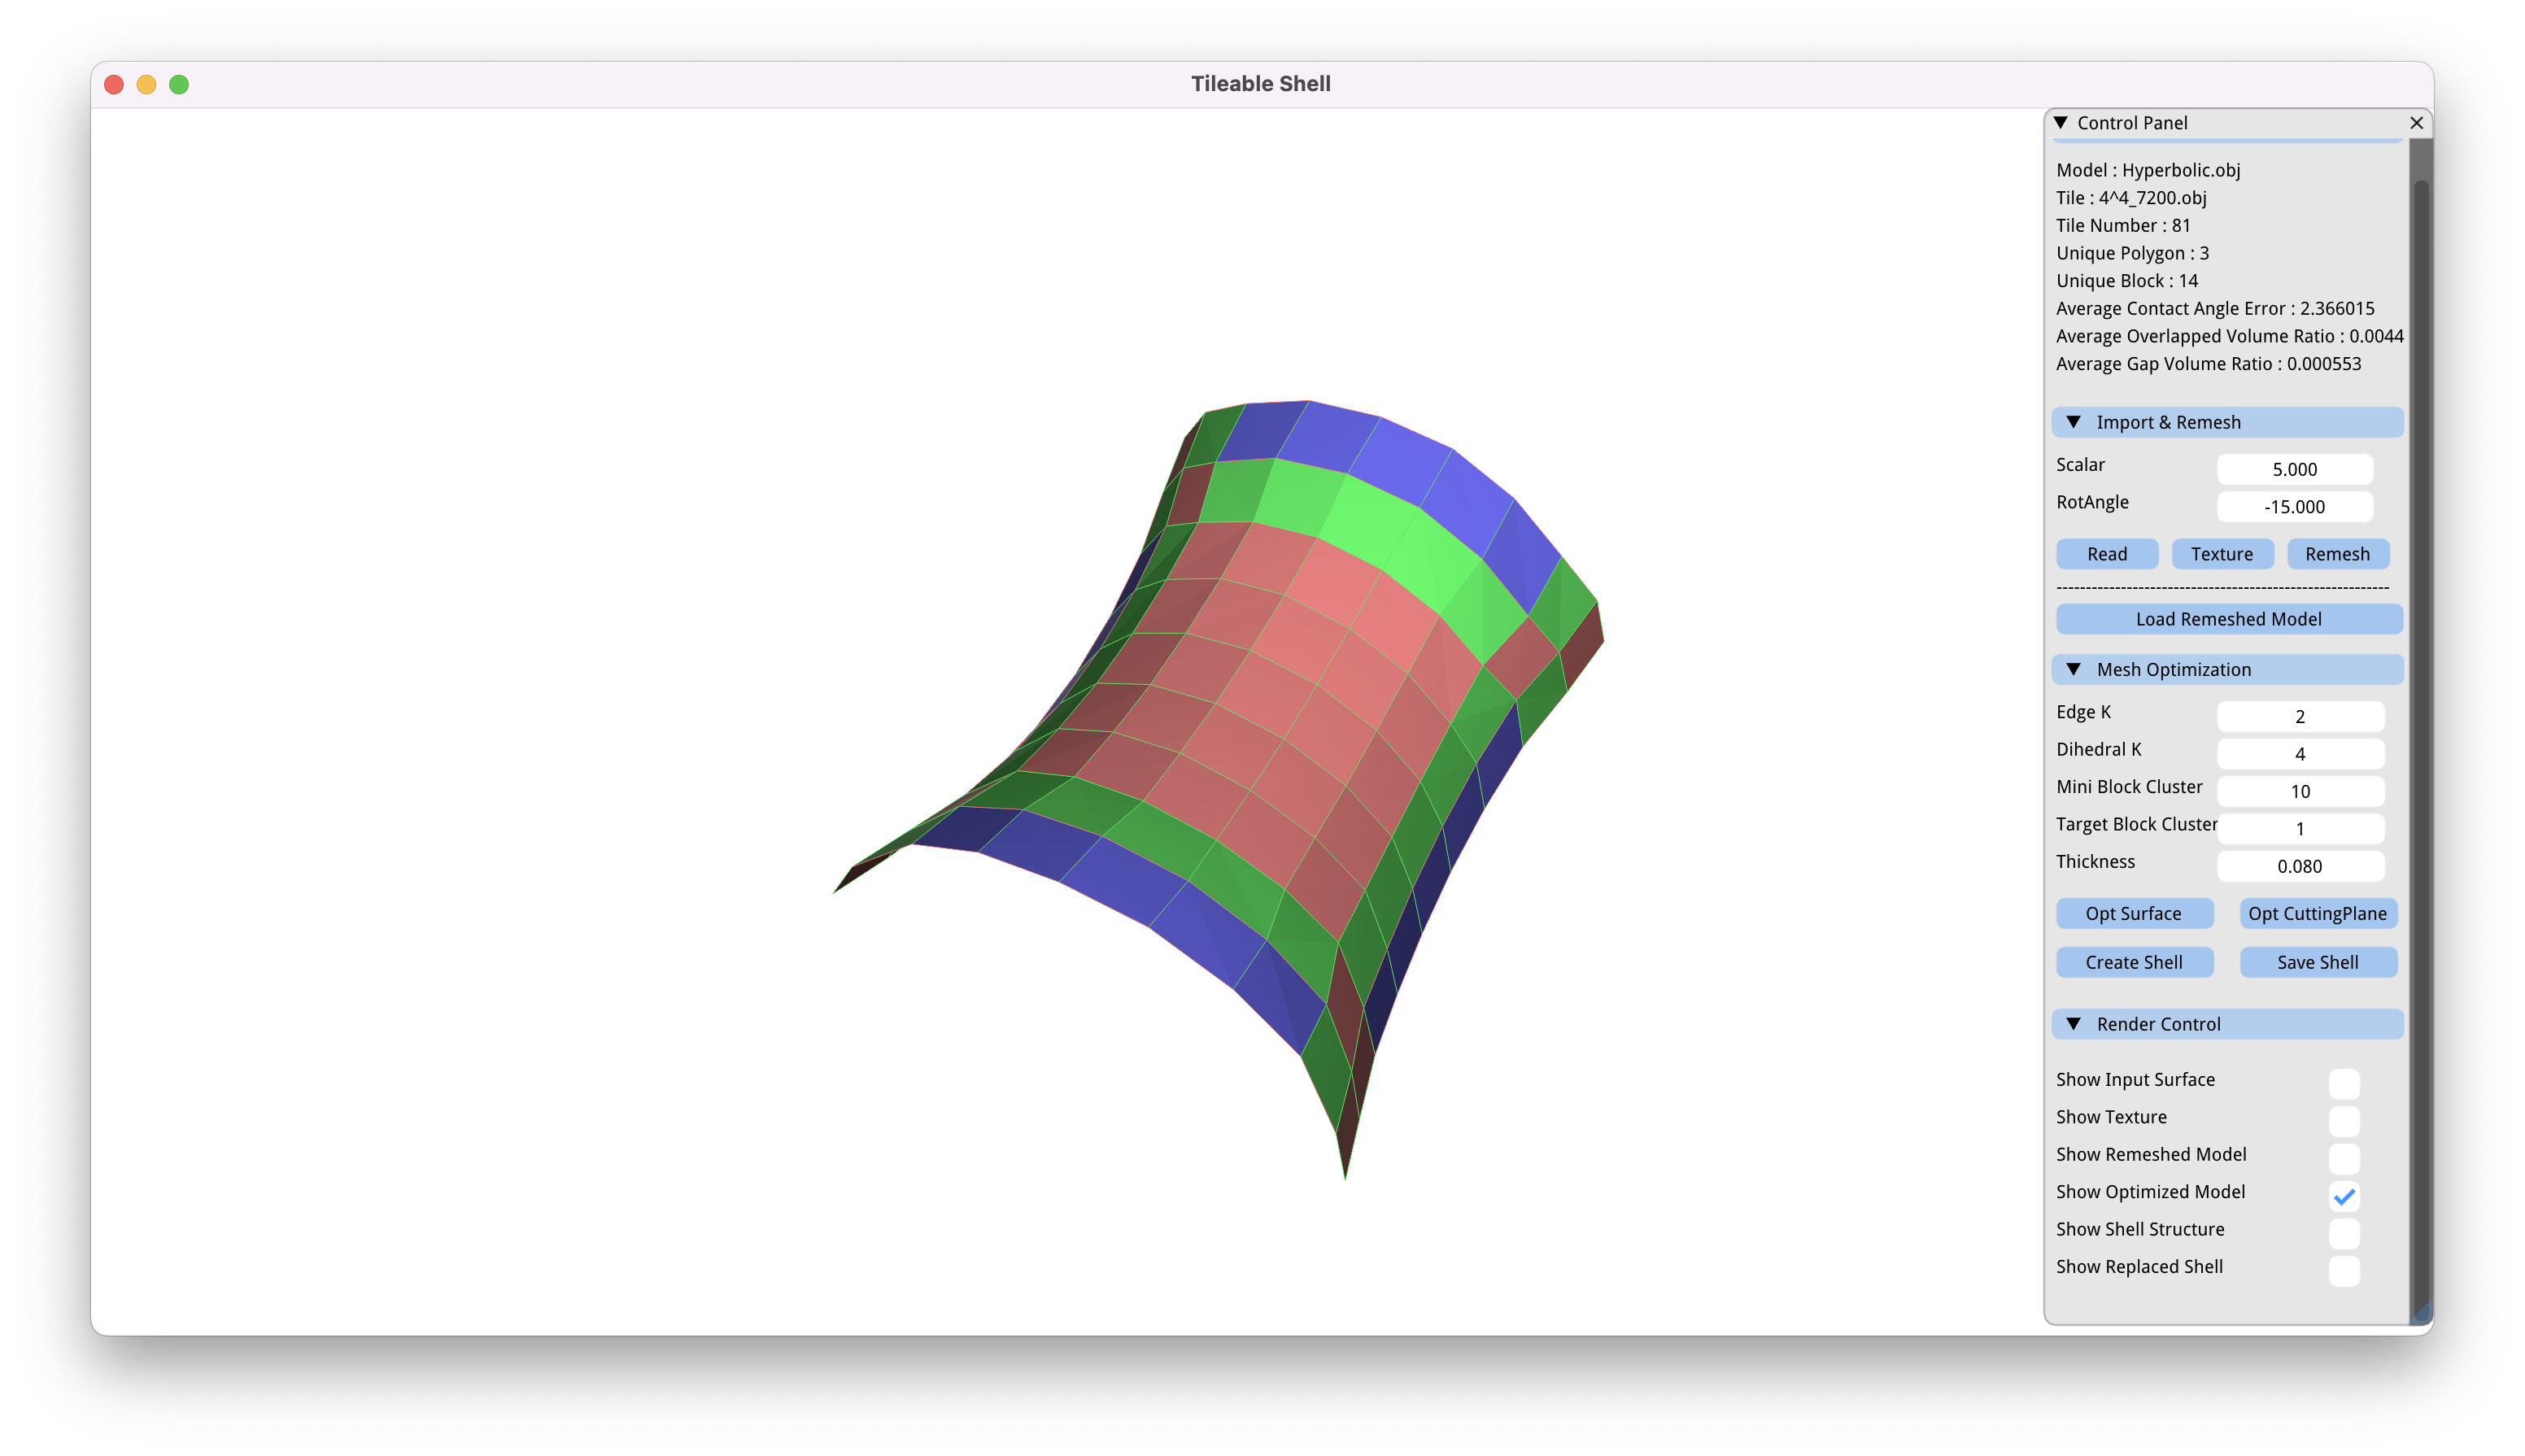 Tileable Shell
Control Panel
Model : Hyperbolic.obj
Tile : 4^4_7200.obj
Tile Number : 81
Unique Polygon : 3
Unique Block : 14
Average Contact Angle Error : 2.366015
Average Overlapped Volume Ratio : 0.0044
Average Gap Volume Ratio : 0.000553
Import & Remesh
Scalar 5.000
RotAngle -15.000
Read Texture Remesh
Load Remeshed Model
Mesh Optimization
Edge K 2
Dihedral K 4
Mini Block Cluster 10
Target Block Cluster 1
Thickness 0.080
Opt Surface Opt CuttingPlane
Create Shell Save Shell
Render Control
Show Input Surface
Show Texture
Show Remeshed Model
Show Optimized Model
Show Shell Structure
Show Replaced Shell